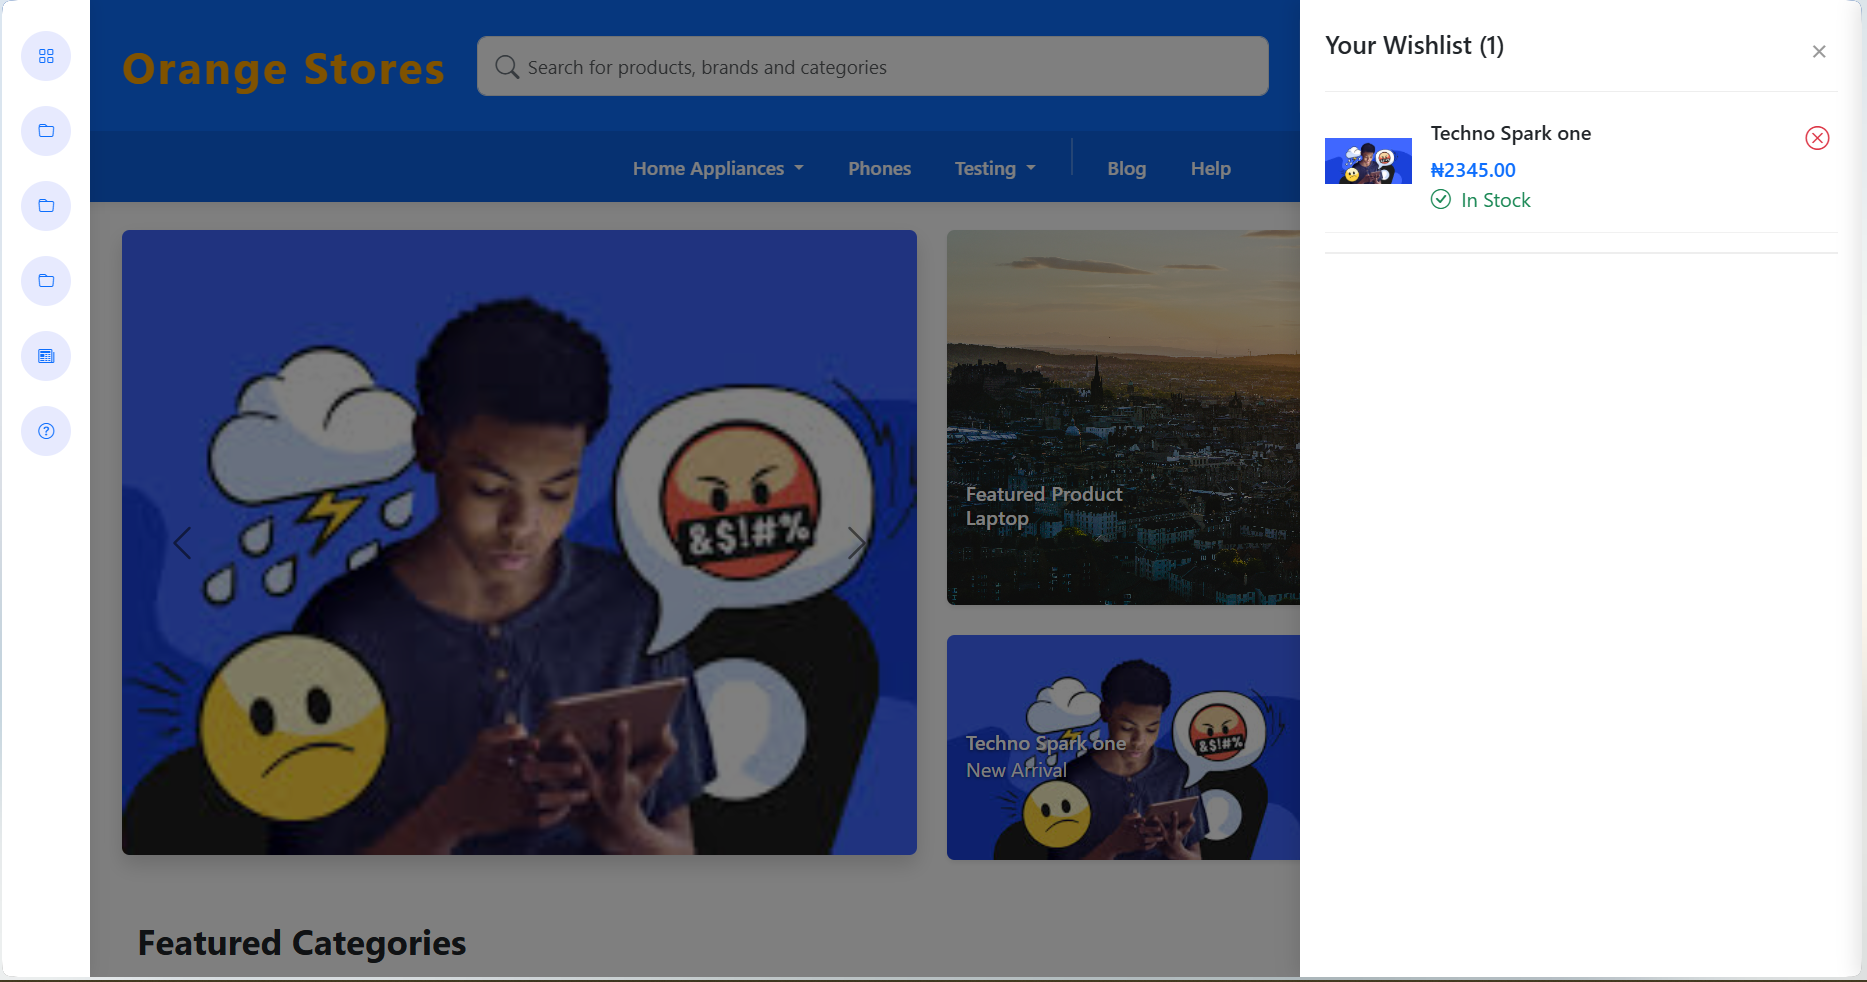 Orange Stores
Search for products, brands and categories
Home Appliances
Phones
Testing
Blog
Help
&$!#%
Featured Product
Laptop
&$!#%
Techno Spark one
New Arrival
Featured Categories
Your Wishlist (1)
Techno Spark one
₦2345.00
In Stock